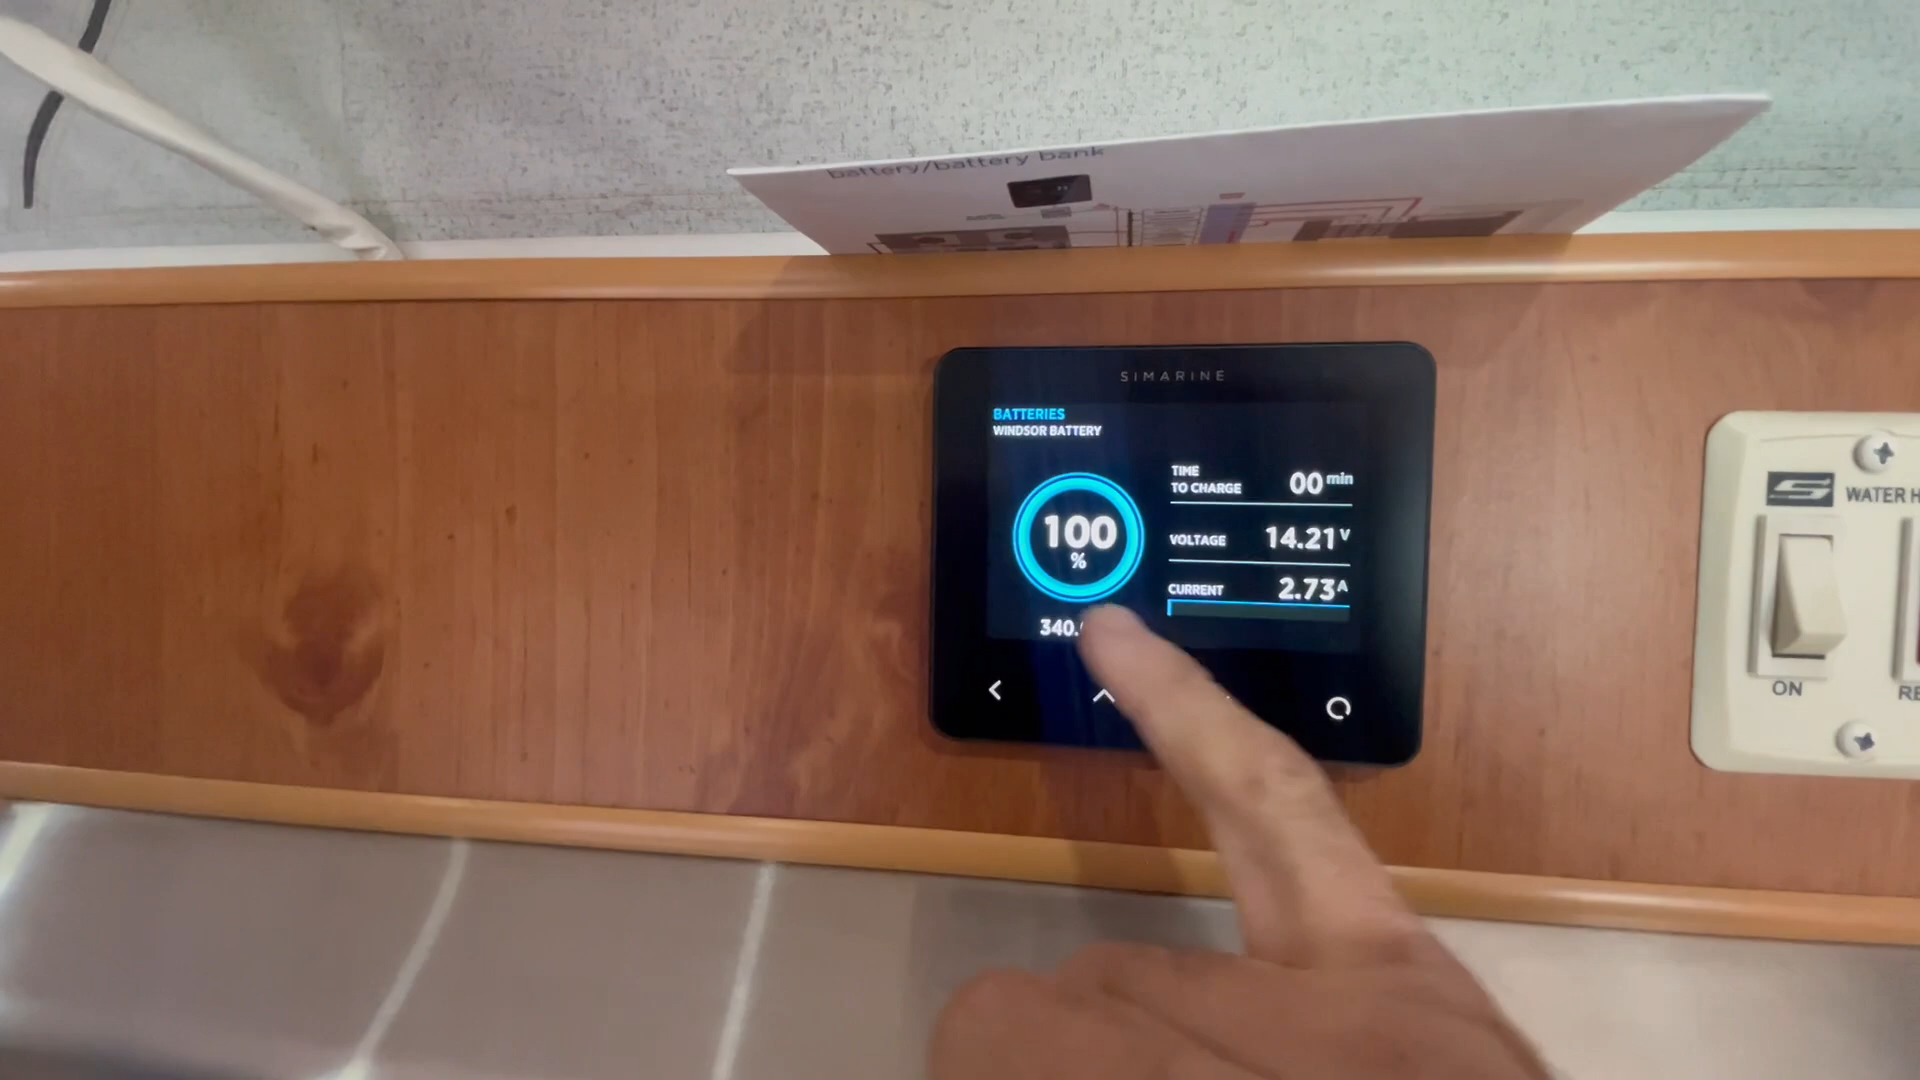 battery/battery bank
SIMARINE
BATTERIES
WINDSOR BATTERY
TIME
TO CHARGE 00 min
100
%
VOLTAGE 14.21 V
CURRENT 2.73 A
340.
WATER H
ON
RE